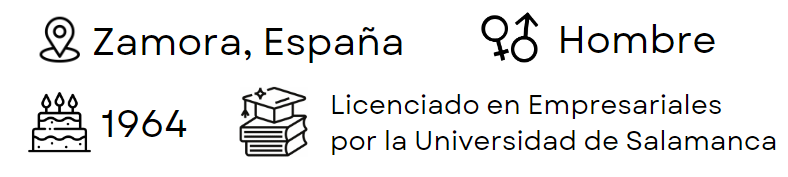 Zamora, España
Hombre
1964
Licenciado en Empresariales
por la Universidad de Salamanca